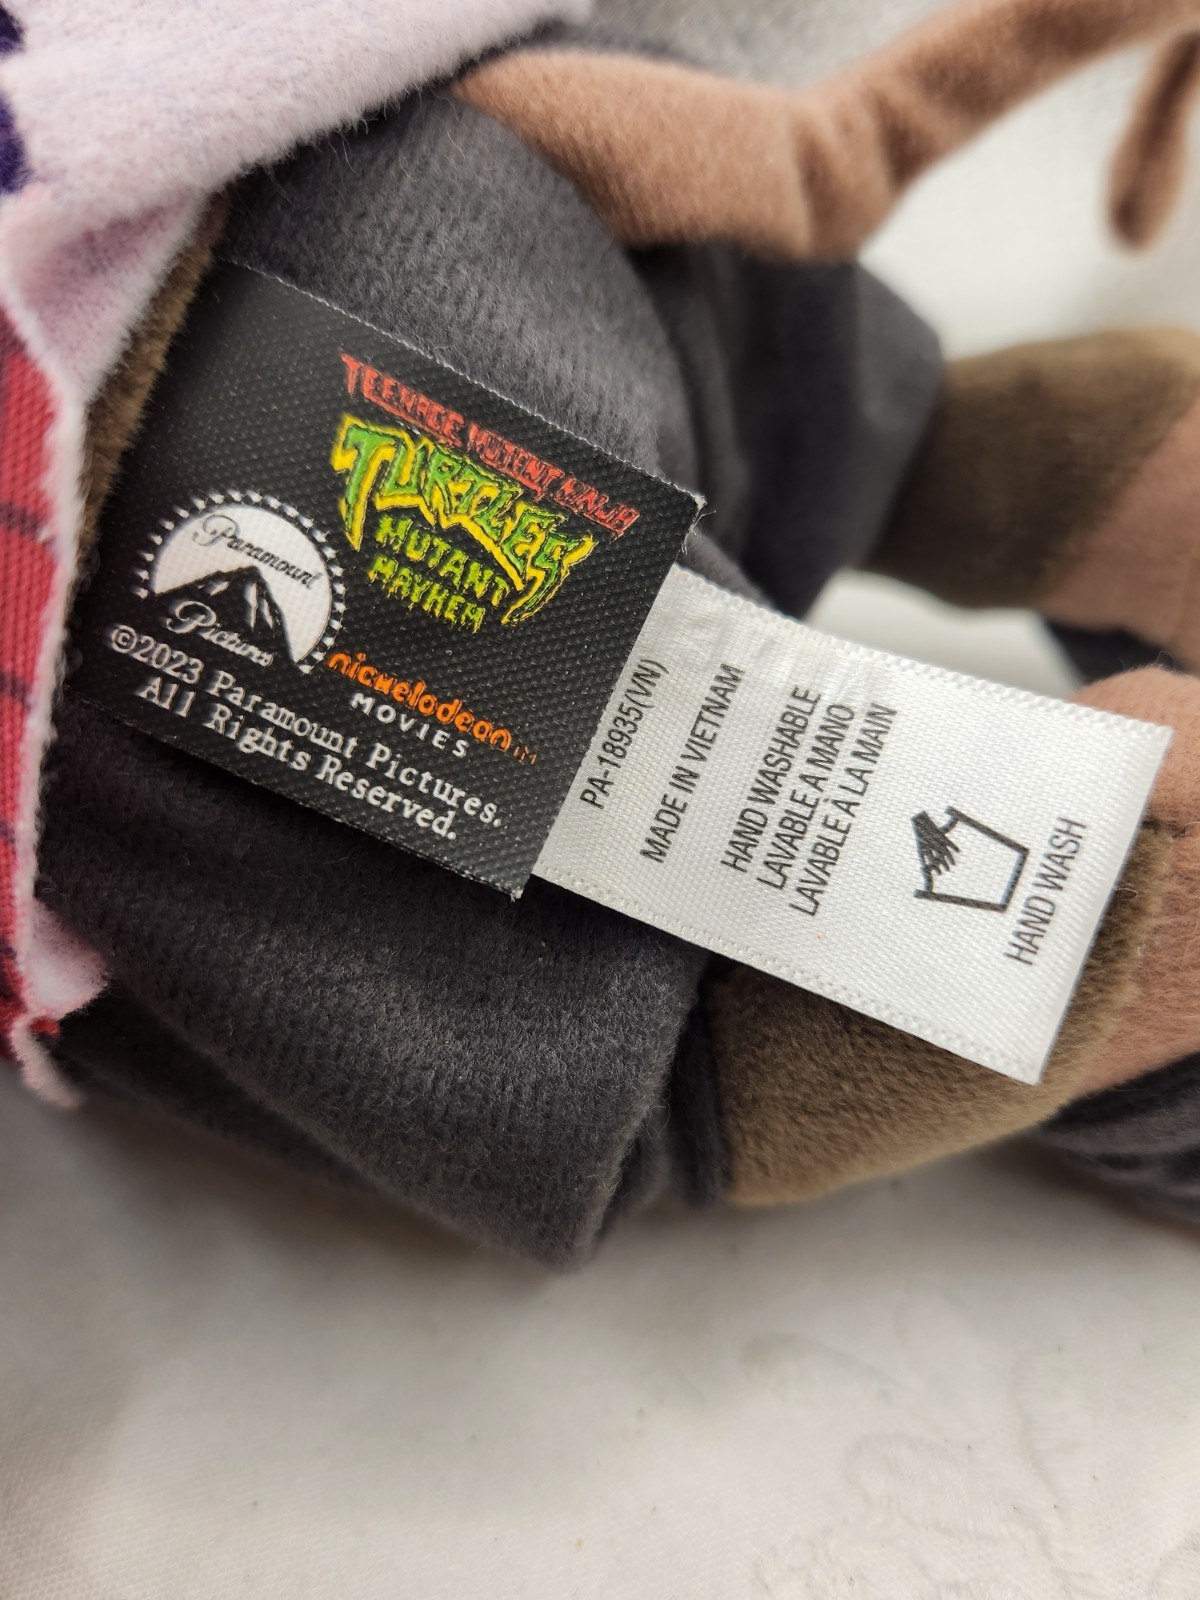 TEENAGE MUTANT NINJA
TURTLES
MUTANT
MAYHEM
Paramount
Pictures
nicKelodeon™
MOVIES
©2023 Paramount Pictures.
All Rights Reserved.
PA-18935(VN)
MADE IN VIETNAM
HAND WASHABLE
LAVABLE A MANO
LAVABLE À LA MAIN
HAND WASH